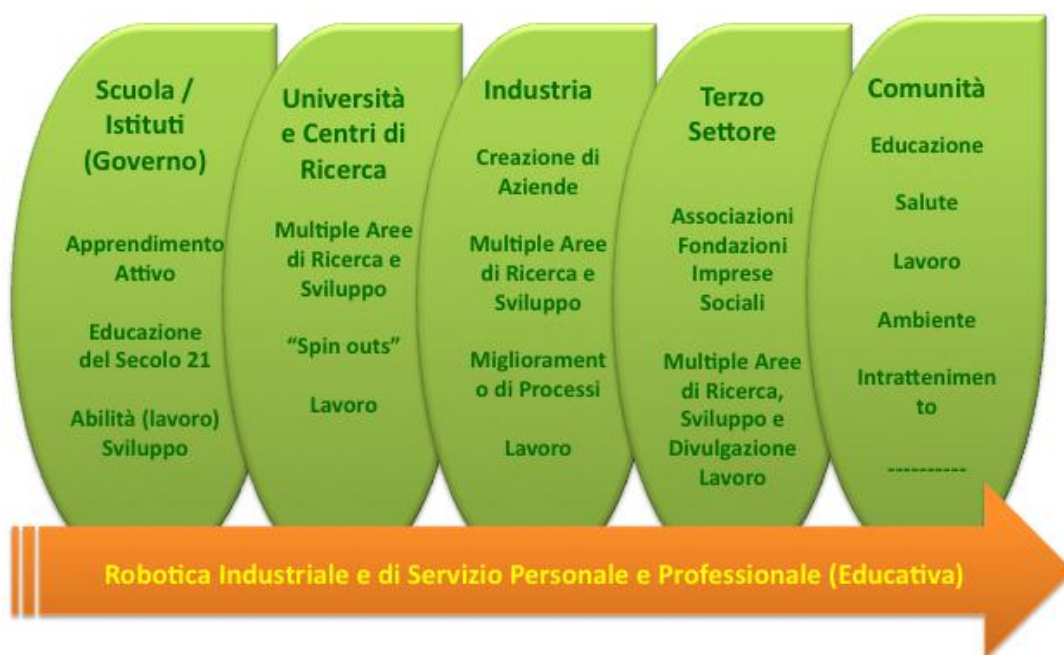 Scuola /
Istituti
(Governo)
Apprendimento
Attivo
Educazione
del Secolo 21
Abilità (lavoro)
Sviluppo
Università
e Centri di
Ricerca
Multiple Aree
di Ricerca e
Sviluppo
“Spin outs”
Lavoro
Industria
Creazione di
Aziende
Multiple Aree
di Ricerca e
Sviluppo
Migliorament
o di Processi
Lavoro
Terzo
Settore
Associazioni
Fondazioni
Imprese
Sociali
Multiple Aree
di Ricerca,
Sviluppo e
Divulgazione
Lavoro
Comunità
Educazione
Salute
Lavoro
Ambiente
Intrattenimen
to
----------
Robotica Industriale e di Servizio Personale e Professionale (Educativa)